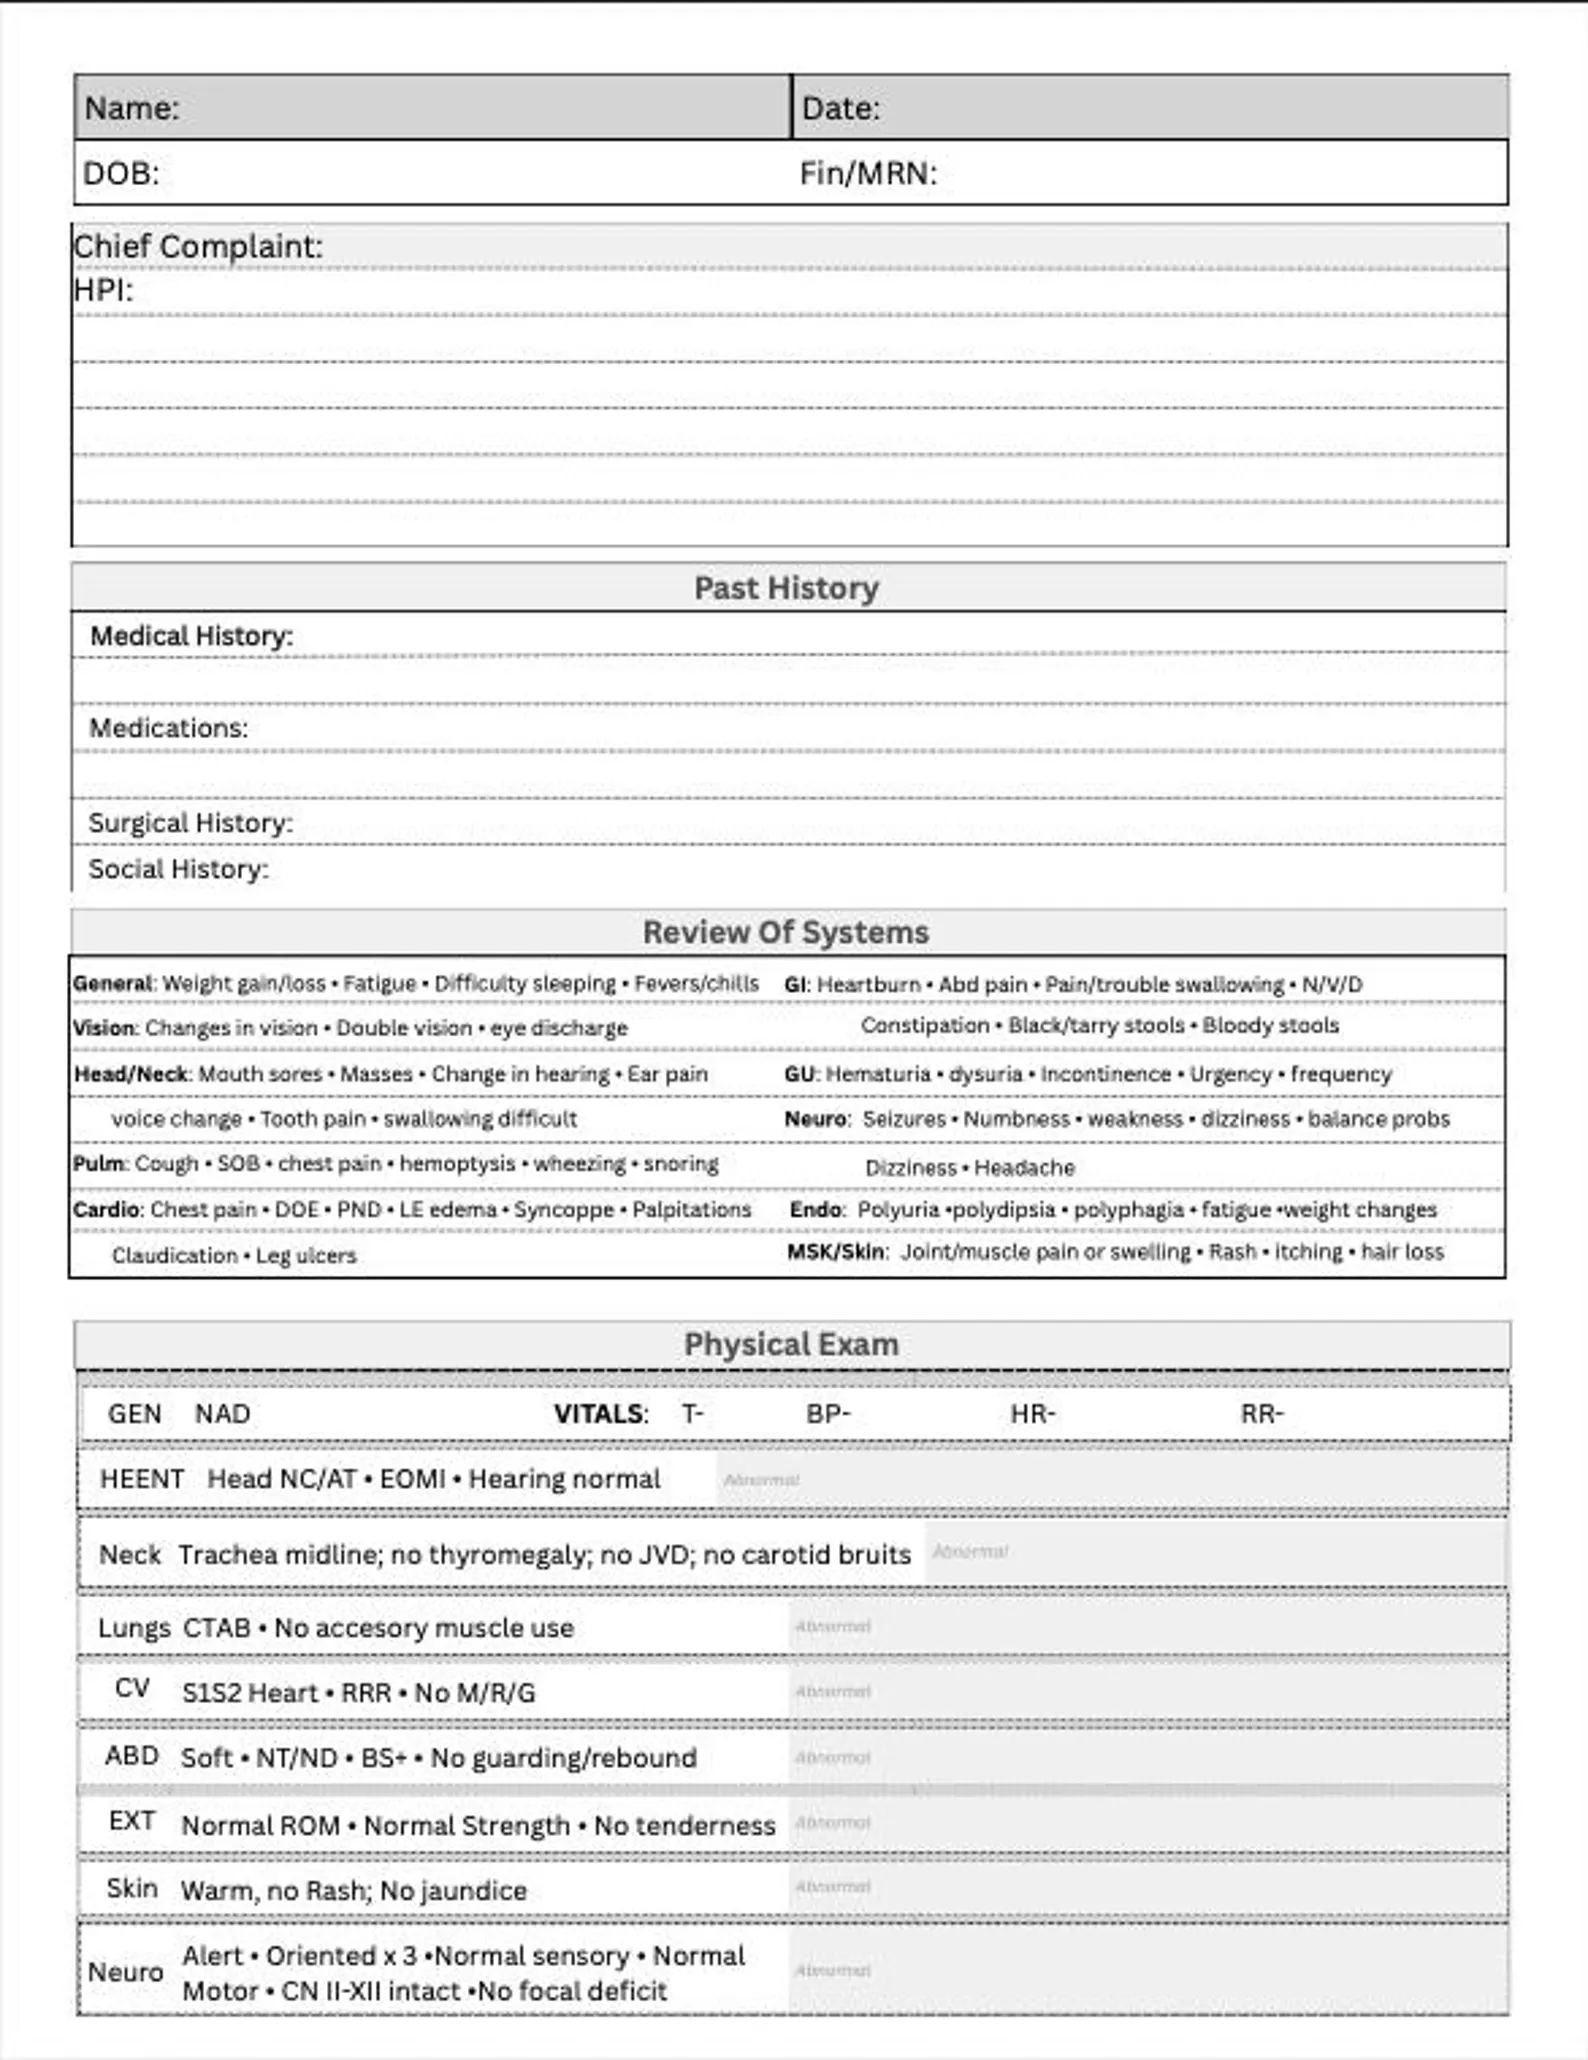 Name:
Date:
DOB:
Fin/MRN:
Chief Complaint:
HPI:
Past History
Medical History:
Medications:
Surgical History:
Social History:
Review Of Systems
General: Weight gain/loss • Fatigue • Difficulty sleeping • Fevers/chills
Vision: Changes in vision • Double vision • eye discharge
Head/Neck: Mouth sores • Masses • Change in hearing • Ear pain
voice change • Tooth pain • swallowing difficult
Pulm: Cough • SOB • chest pain • hemoptysis • wheezing • snoring
Cardio: Chest pain • DOE • PND • LE edema • Syncoppe • Palpitations
Claudication • Leg ulcers
GI: Heartburn • Abd pain • Pain/trouble swallowing • N/V/D
Constipation • Black/tarry stools • Bloody stools
GU: Hematuria • dysuria • Incontinence • Urgency • frequency
Neuro: Seizures • Numbness • weakness • dizziness • balance probs
Dizziness • Headache
Endo: Polyuria •polydipsia • polyphagia • fatigue •weight changes
MSK/Skin: Joint/muscle pain or swelling • Rash • itching • hair loss
Physical Exam
GEN NAD VITALS: T- BP- HR- RR-
HEENT Head NC/AT • EOMI • Hearing normal Abnormal
Neck Trachea midline; no thyromegaly; no JVD; no carotid bruits Abnormal
Lungs CTAB • No accesory muscle use Abnormal
CV S1S2 Heart • RRR • No M/R/G Abnormal
ABD Soft • NT/ND • BS+ • No guarding/rebound Abnormal
EXT Normal ROM • Normal Strength • No tenderness Abnormal
Skin Warm, no Rash; No jaundice Abnormal
Neuro Alert • Oriented x 3 •Normal sensory • Normal
Motor • CN II-XII intact •No focal deficit Abnormal